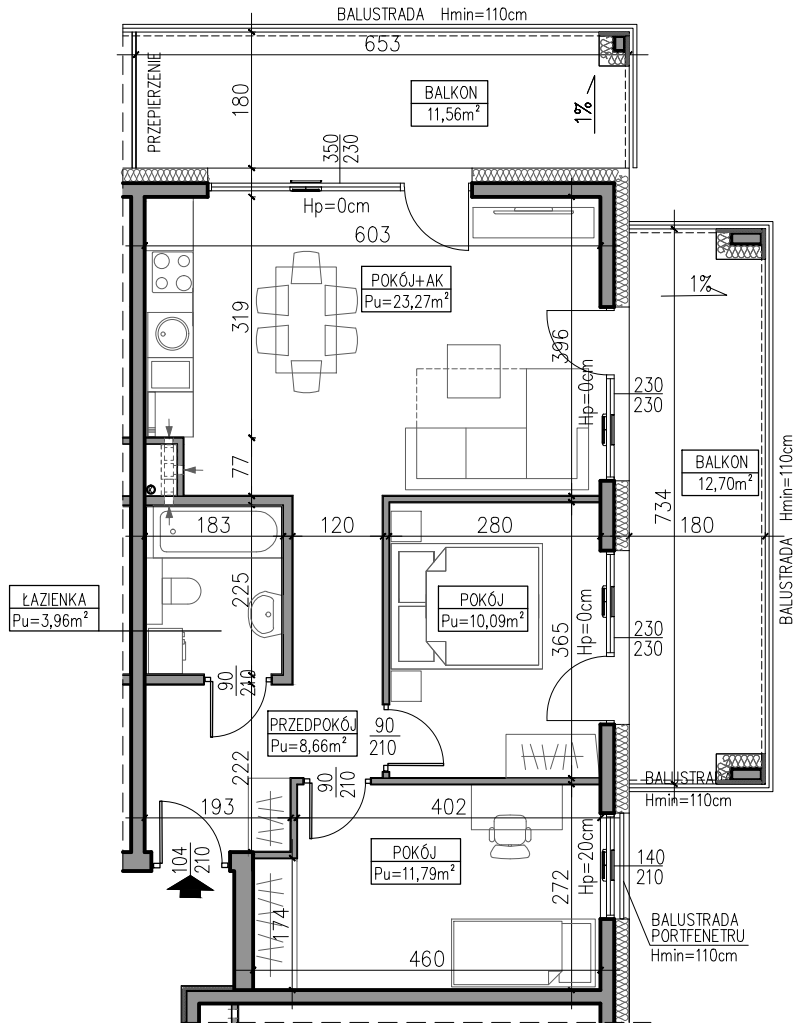 BALUSTRADA Hmin=110cm
653
PRZEPIERZENIE
180
BALKON
11,56m²
1%
350
230
Hp=0cm
603
POKÓJ+AK
Pu=23,27m²
1%
319
396
Hp=0cm
230
230
77
BALKON
12,70m²
BALUSTRADA Hmin=110cm
734
183
120
280
180
ŁAZIENKA
Pu=3,96m²
225
POKÓJ
Pu=10,09m²
365
Hp=0cm
230
230
90
210
PRZEDPOKÓJ
Pu=8,66m²
90
210
222
90
210
BALUSTRADA
Hmin=110cm
193
402
104
210
POKÓJ
Pu=11,79m²
Hp=20cm
272
140
210
174
BALUSTRADA
PORTFENETRU
Hmin=110cm
460